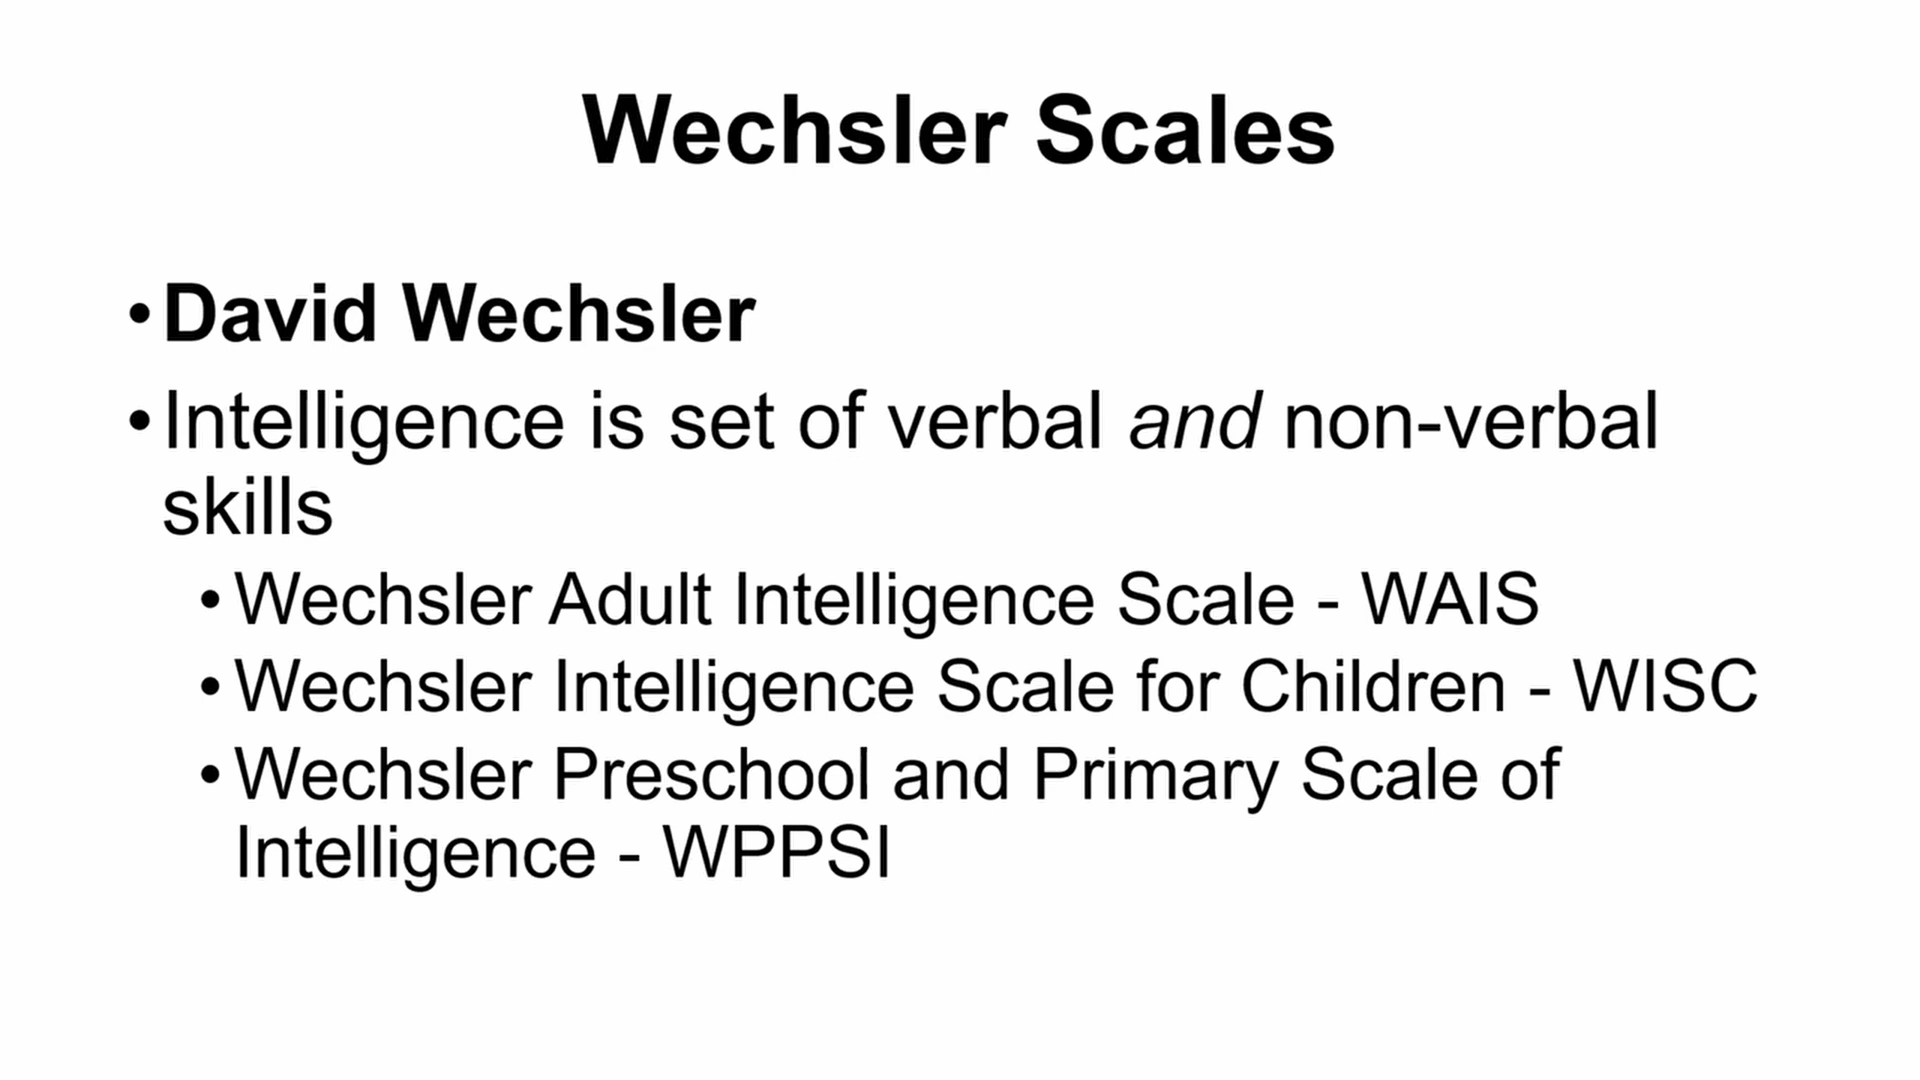 Wechsler Scales
•David Wechsler
•Intelligence is set of verbal and non-verbal
skills
•Wechsler Adult Intelligence Scale - WAIS
•Wechsler Intelligence Scale for Children - WISC
•Wechsler Preschool and Primary Scale of
Intelligence - WPPSI